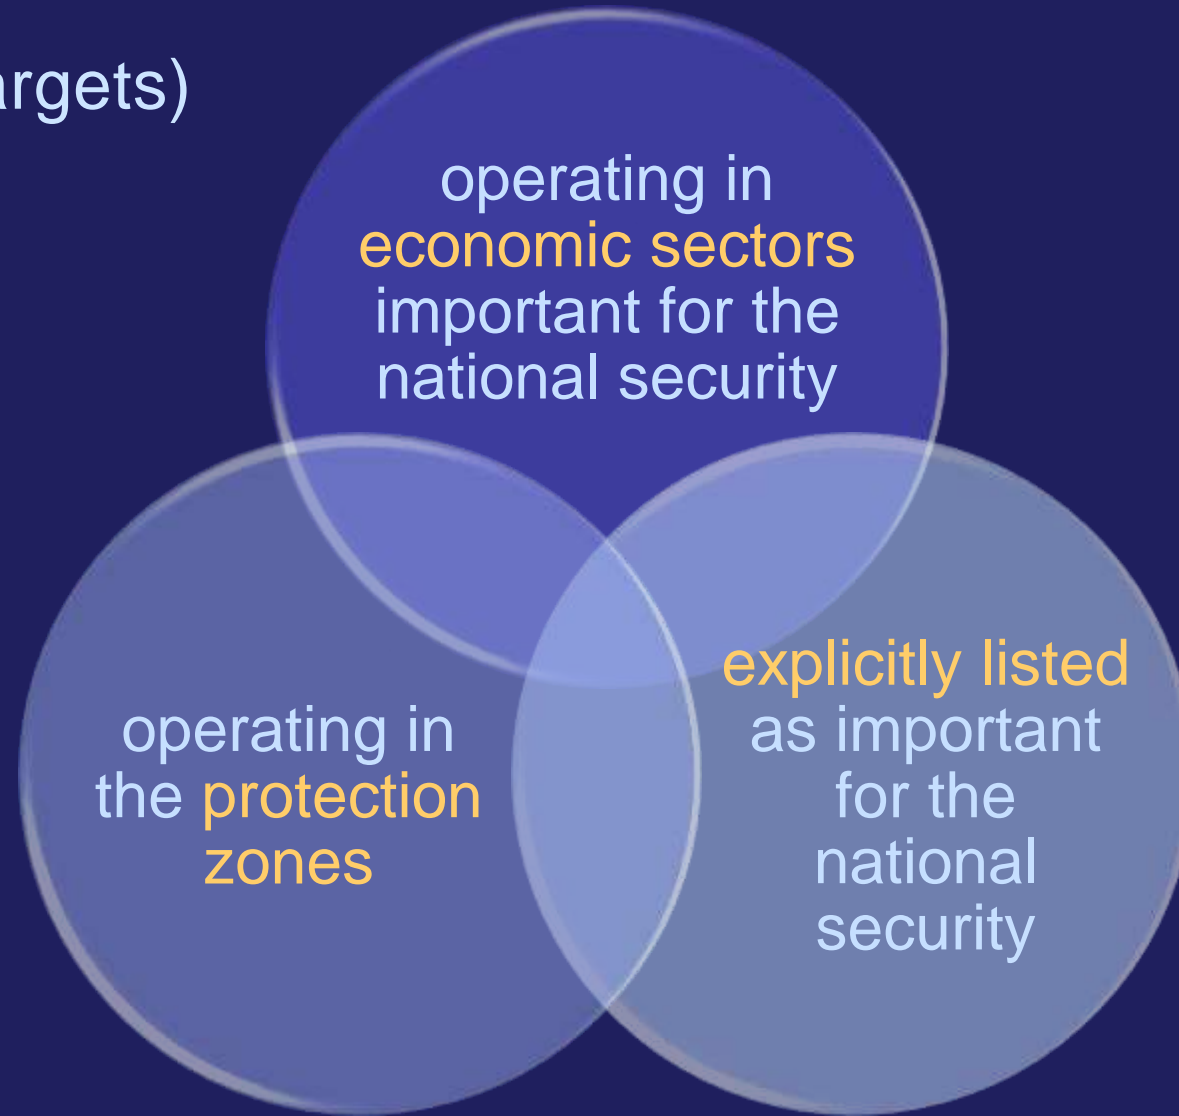 argets)
operating in
economic sectors
important for the
national security
operating in
the protection
zones
explicitly listed
as important
for the
national
security